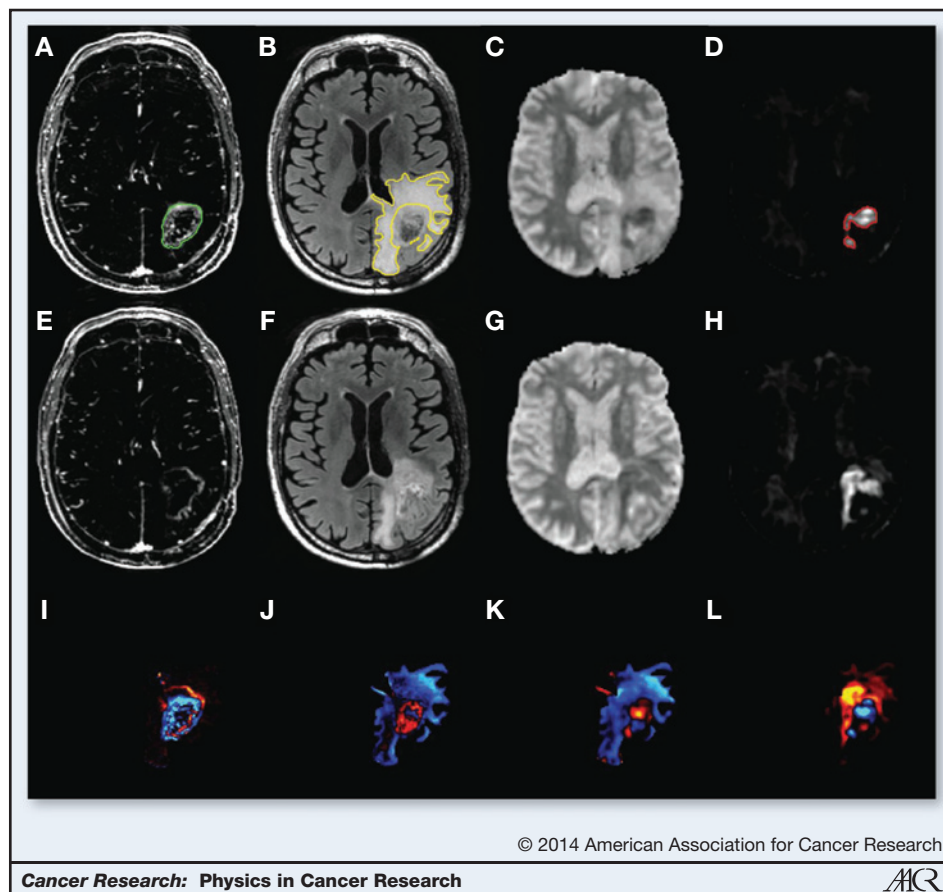 A B C D
E F G H
I J K L
© 2014 American Association for Cancer Research
Cancer Research: Physics in Cancer Research AACR